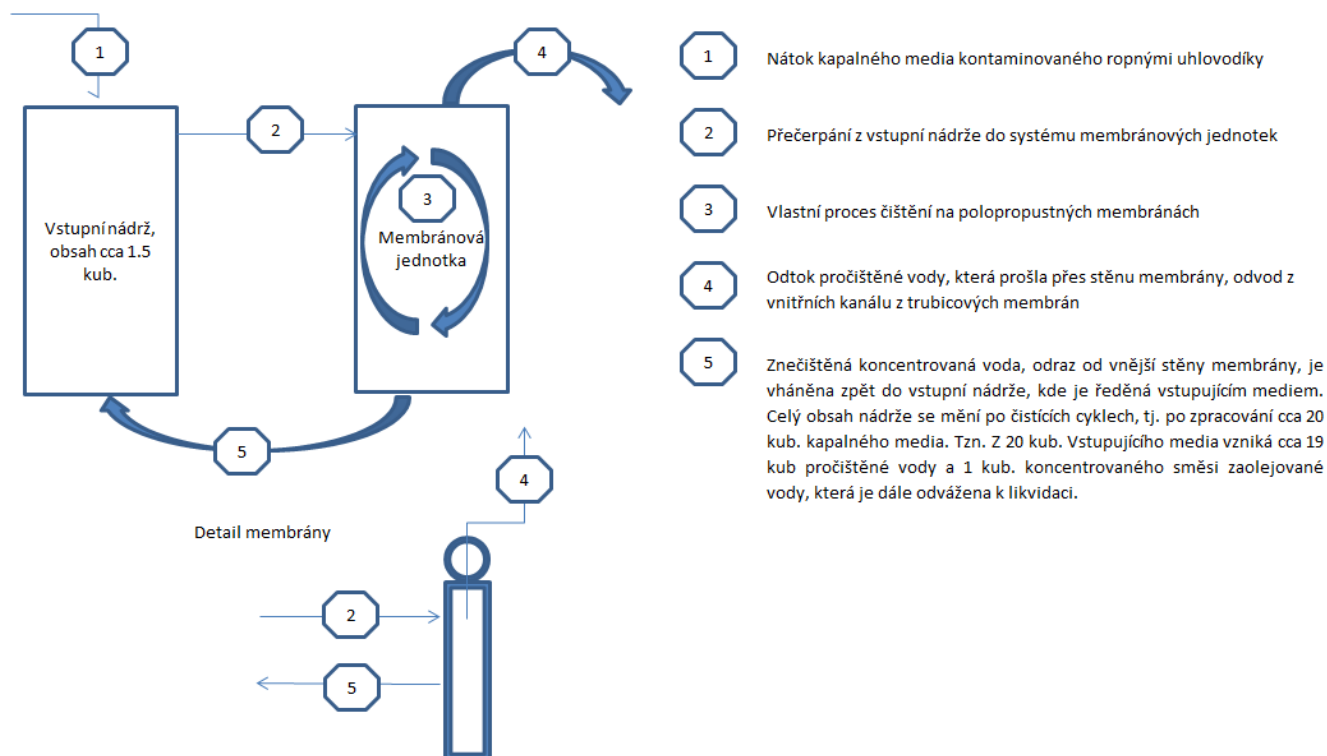 1
4
1
Nátok kapalného media kontaminovaného ropnými uhlovodíky
2
2
Přečerpání z vstupní nádrže do systému membránových jednotek
3
3
Vlastní proces čištění na polopropustných membránách
Vstupní nádrž,
obsah cca 1.5
kub.
Membránová
jednotka
4
Odtok pročištěné vody, která prošla přes stěnu membrány, odvod z
vnitřních kanálu z trubicových membrán
5
Znečištěná koncentrovaná voda, odraz od vnější stěny membrány, je
vháněna zpět do vstupní nádrže, kde je ředěná vstupujícím mediem.
Celý obsah nádrže se mění po čistících cyklech, tj. po zpracování cca 20
kub. kapalného media. Tzn. Z 20 kub. Vstupujícího media vzniká cca 19
kub pročištěné vody a 1 kub. koncentrovaného směsi zaolejované
vody, která je dále odvážena k likvidaci.
5
4
Detail membrány
2
5